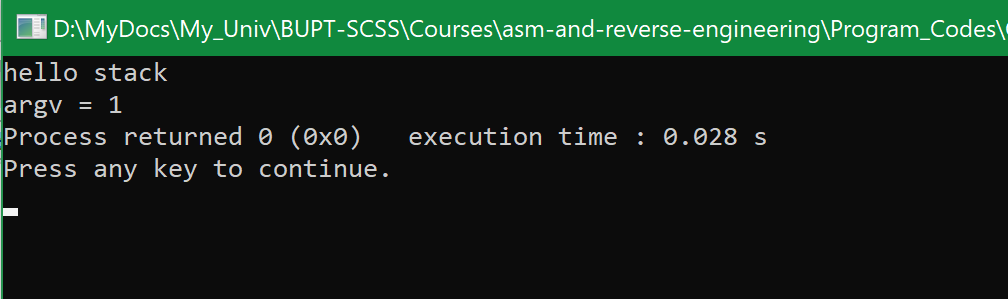 D:\MyDocs\My_Univ\BUPT-SCSS\Courses\asm-and-reverse-engineering\Program_Codes\
hello stack
argv = 1
Process returned 0 (0x0)   execution time : 0.028 s
Press any key to continue.